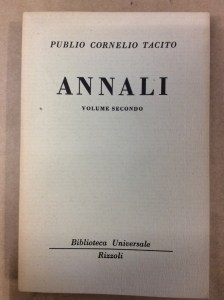 PUBLIO CORNELIO TACITO
ANNALI
VOLUME SECONDO
Biblioteca Universale
Rizzoli